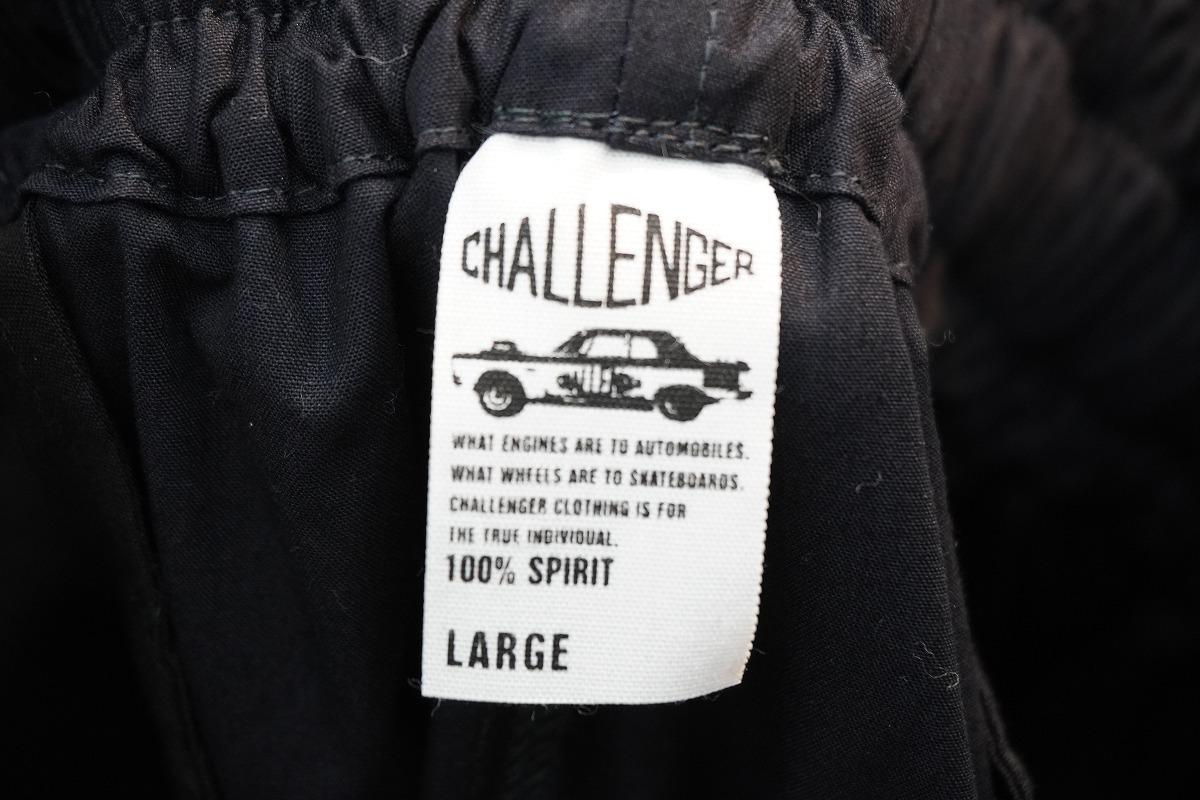 CHALLENGER
WHAT ENGINES ARE TO AUTOMOBILES.
WHAT WHEELS ARE TO SKATEBOARDS.
CHALLENGER CLOTHING IS FOR
THE TRUE INDIVIDUAL.
100% SPIRIT
LARGE